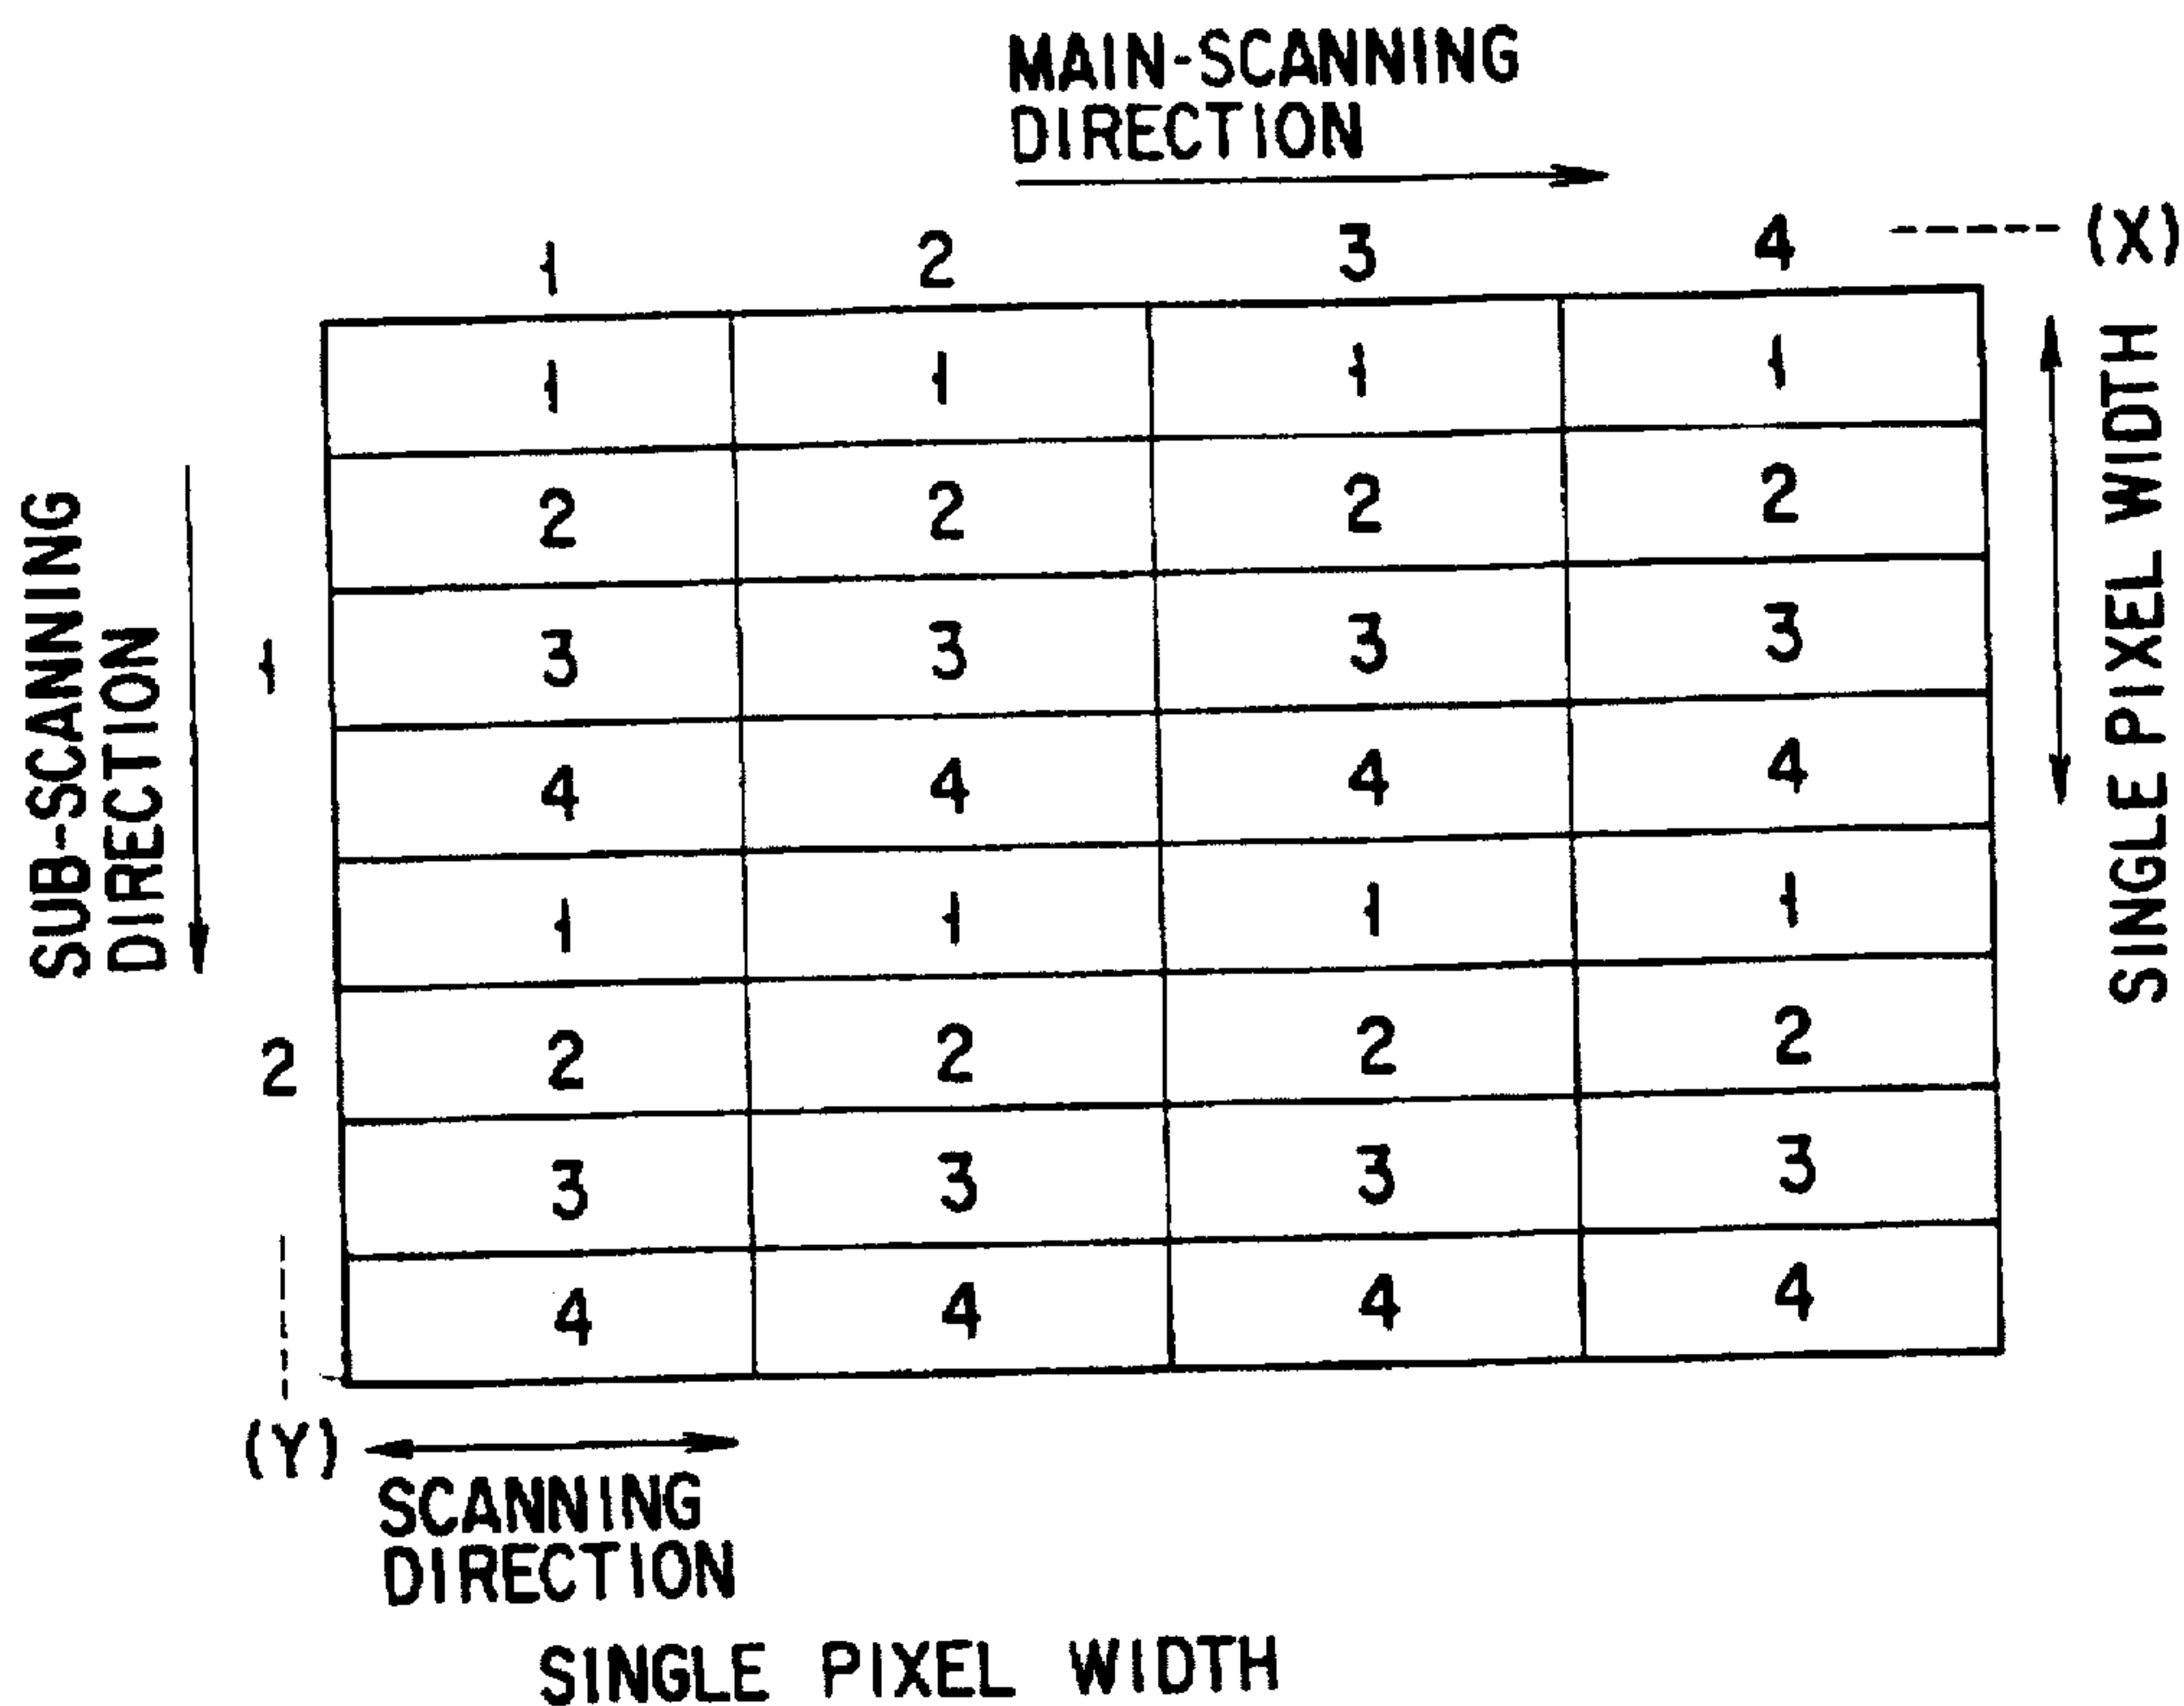 MAIN-SCANNING
DIRECTION
1 2 3 4 ----- (X)
1 1 1 1
2 2 2 2
1 3 3 3 3
4 4 4 4
1 1 1 1
2 2 2 2 2
3 3 3 3
4 4 4 4
SUB-SCANNING
DIRECTION
SINGLE PIXEL WIDTH
(Y)
SCANNING
DIRECTION
SINGLE PIXEL WIDTH